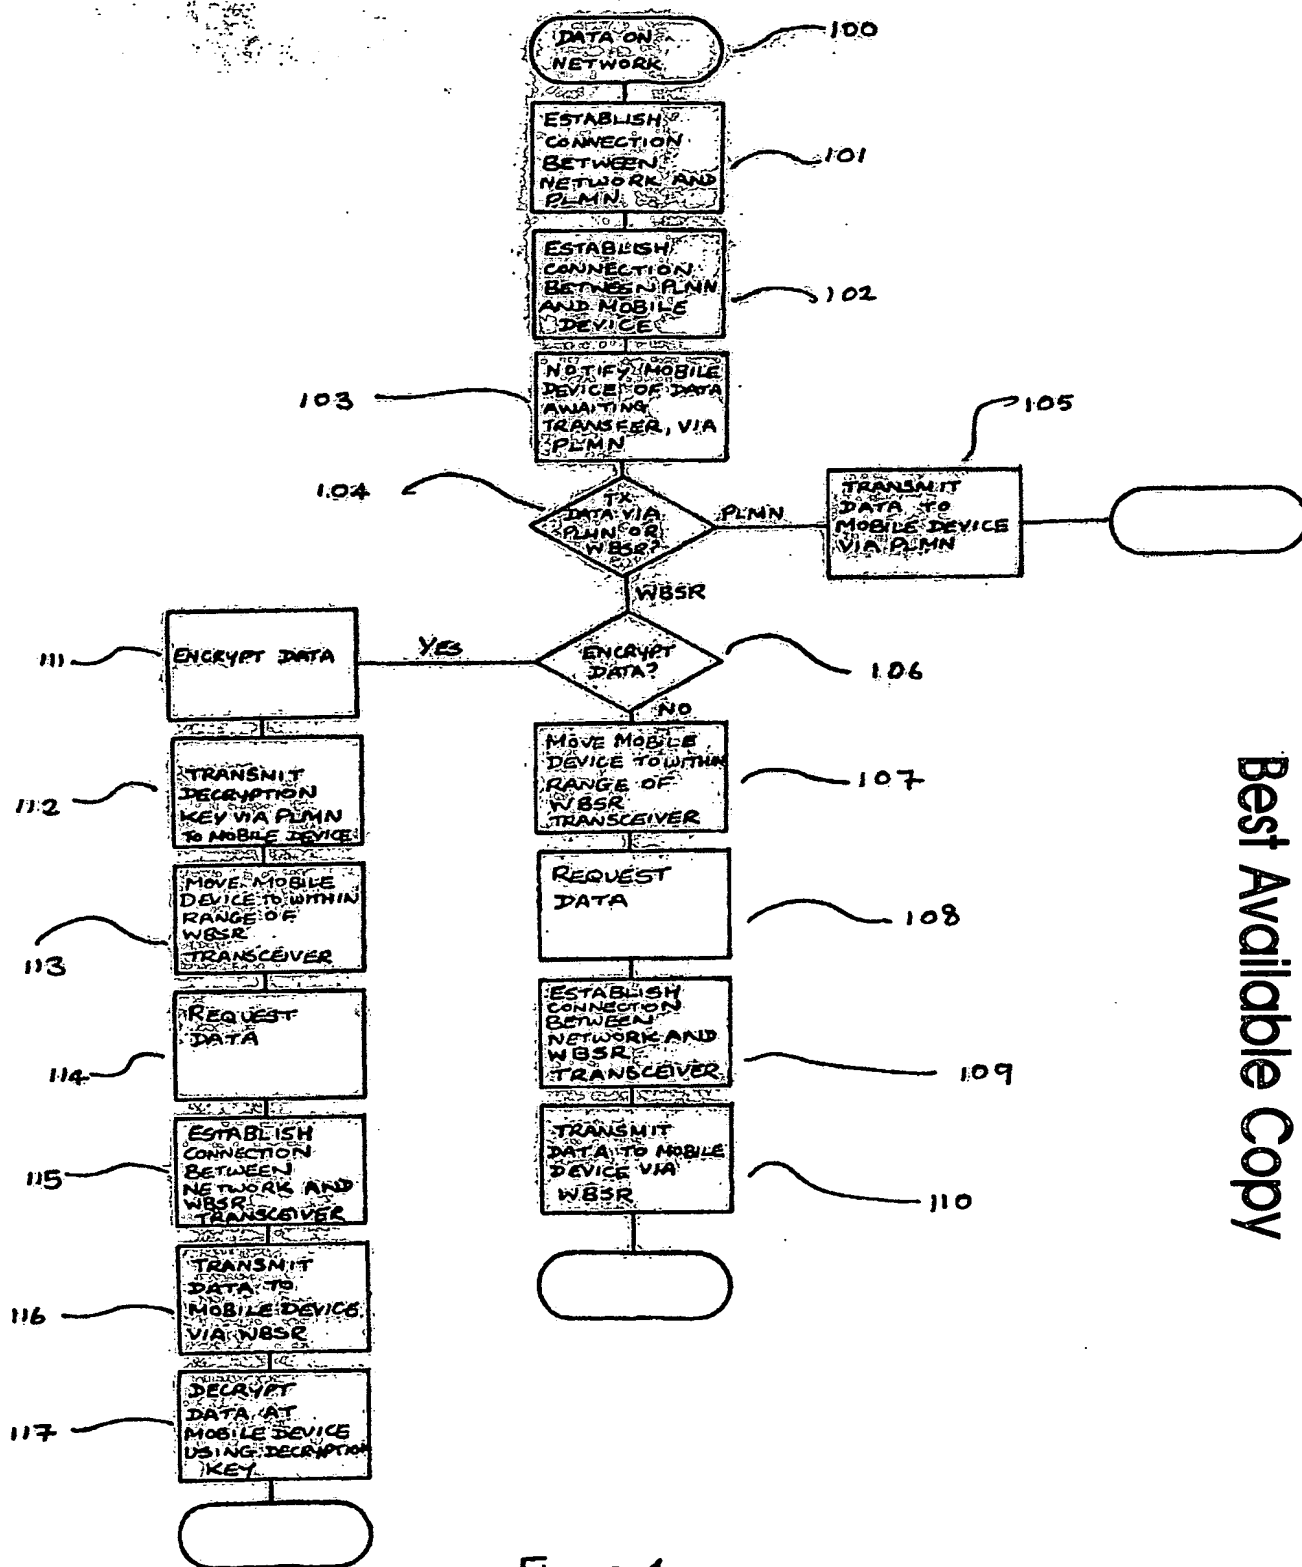 DATA ON
NETWORK
100
ESTABLISH
CONNECTION
BETWEEN
NETWORK AND
PLMN
101
ESTABLISH
CONNECTION
BETWEEN PLMN
AND MOBILE
DEVICE
102
NOTIFY MOBILE
DEVICE OF DATA
AWAITING
TRANSFER, VIA
PLMN
103
TX
DATA VIA
PLMN OR
WBSR?
104
PLMN
TRANSMIT
DATA TO
MOBILE DEVICE
VIA PLMN
105
WBSR
ENCRYPT
DATA?
106
YES
NO
ENCRYPT DATA
111
TRANSMIT
DECRYPTION
KEY VIA PLMN
TO MOBILE DEVICE
112
MOVE MOBILE
DEVICE TO WITHIN
RANGE OF
WBSR
TRANSCEIVER
113
REQUEST
DATA
114
ESTABLISH
CONNECTION
BETWEEN
NETWORK AND
WBSR
TRANSCEIVER
115
TRANSMIT
DATA TO
MOBILE DEVICE
VIA WBSR
116
DECRYPT
DATA AT
MOBILE DEVICE
USING DECRYPTION
KEY
117
MOVE MOBILE
DEVICE TO WITHIN
RANGE OF
WBSR
TRANSCEIVER
107
REQUEST
DATA
108
ESTABLISH
CONNECTION
BETWEEN
NETWORK AND
WBSR
TRANSCEIVER
109
TRANSMIT
DATA TO MOBILE
DEVICE VIA
WBSR
110
Best Available Copy